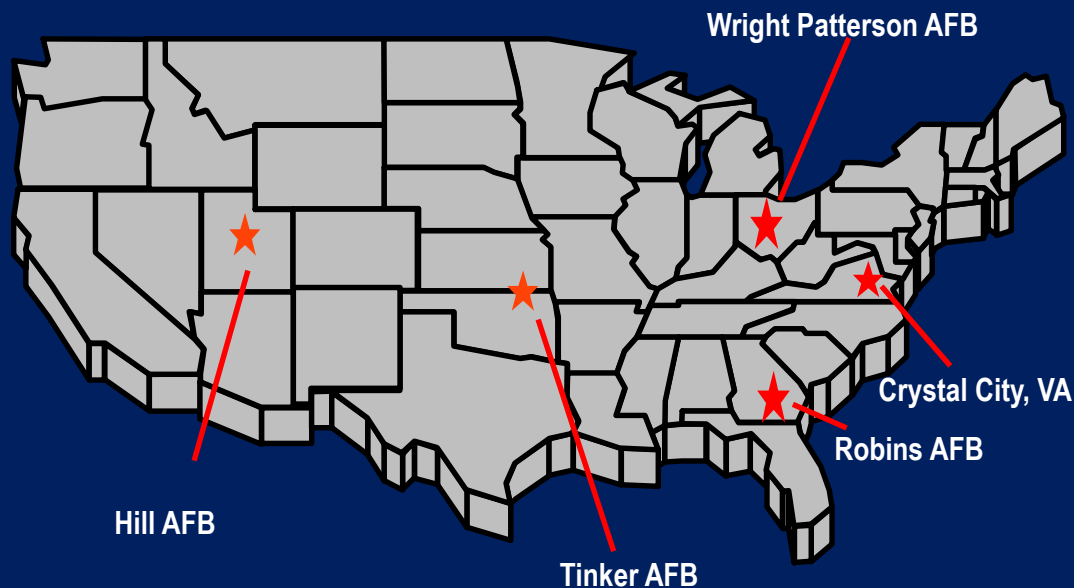 Wright Patterson AFB
Crystal City, VA
Robins AFB
Hill AFB
Tinker AFB